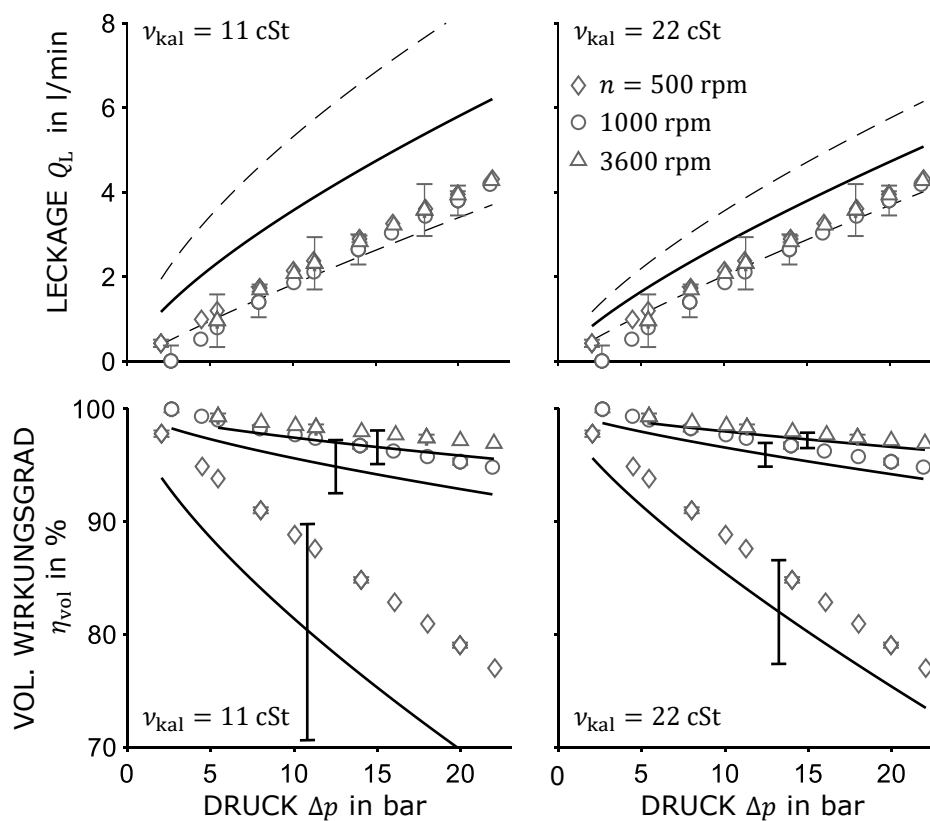 LECKAGE Q_L in l/min
8
6
4
2
0
ν_kal = 11 cSt
ν_kal = 22 cSt
n = 500 rpm
1000 rpm
3600 rpm
VOL. WIRKUNGSGRAD
η_vol in %
100
90
80
70
ν_kal = 11 cSt
ν_kal = 22 cSt
0 5 10 15 20
0 5 10 15 20
DRUCK Δp in bar
DRUCK Δp in bar